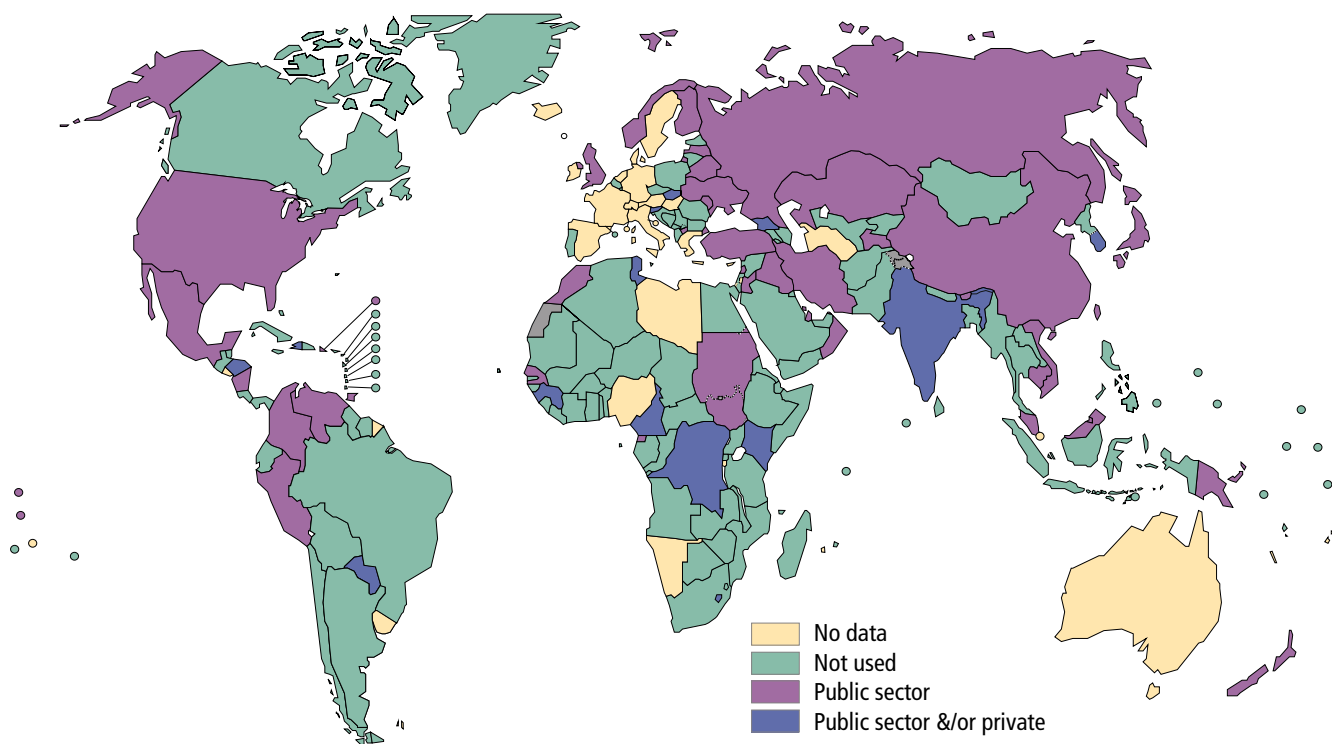 No data
Not used
Public sector
Public sector &/or private